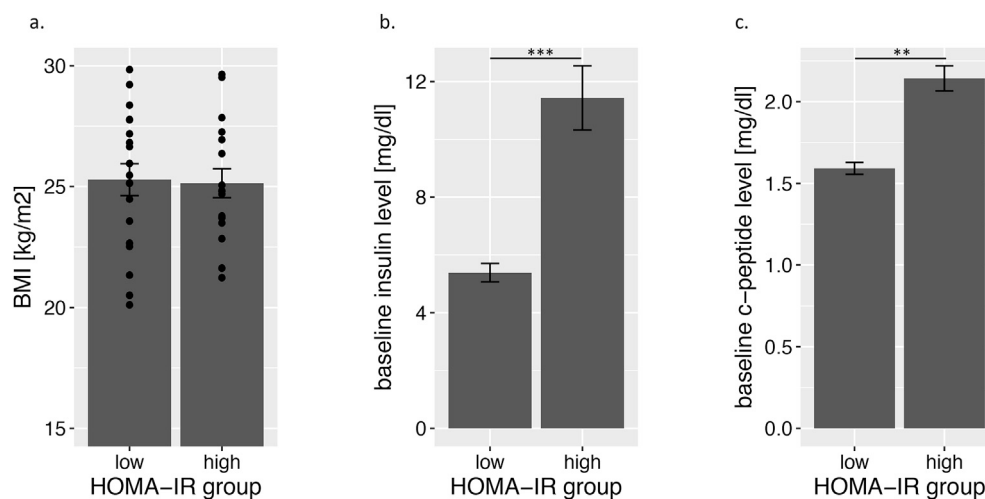 a.
BMI [kg/m2]
30
25
20
15
low high
HOMA-IR group
b.
***
baseline insulin level [mg/dl]
12
8
4
0
low high
HOMA-IR group
c.
**
baseline c-peptide level [mg/dl]
2.0
1.5
1.0
0.5
0.0
low high
HOMA-IR group